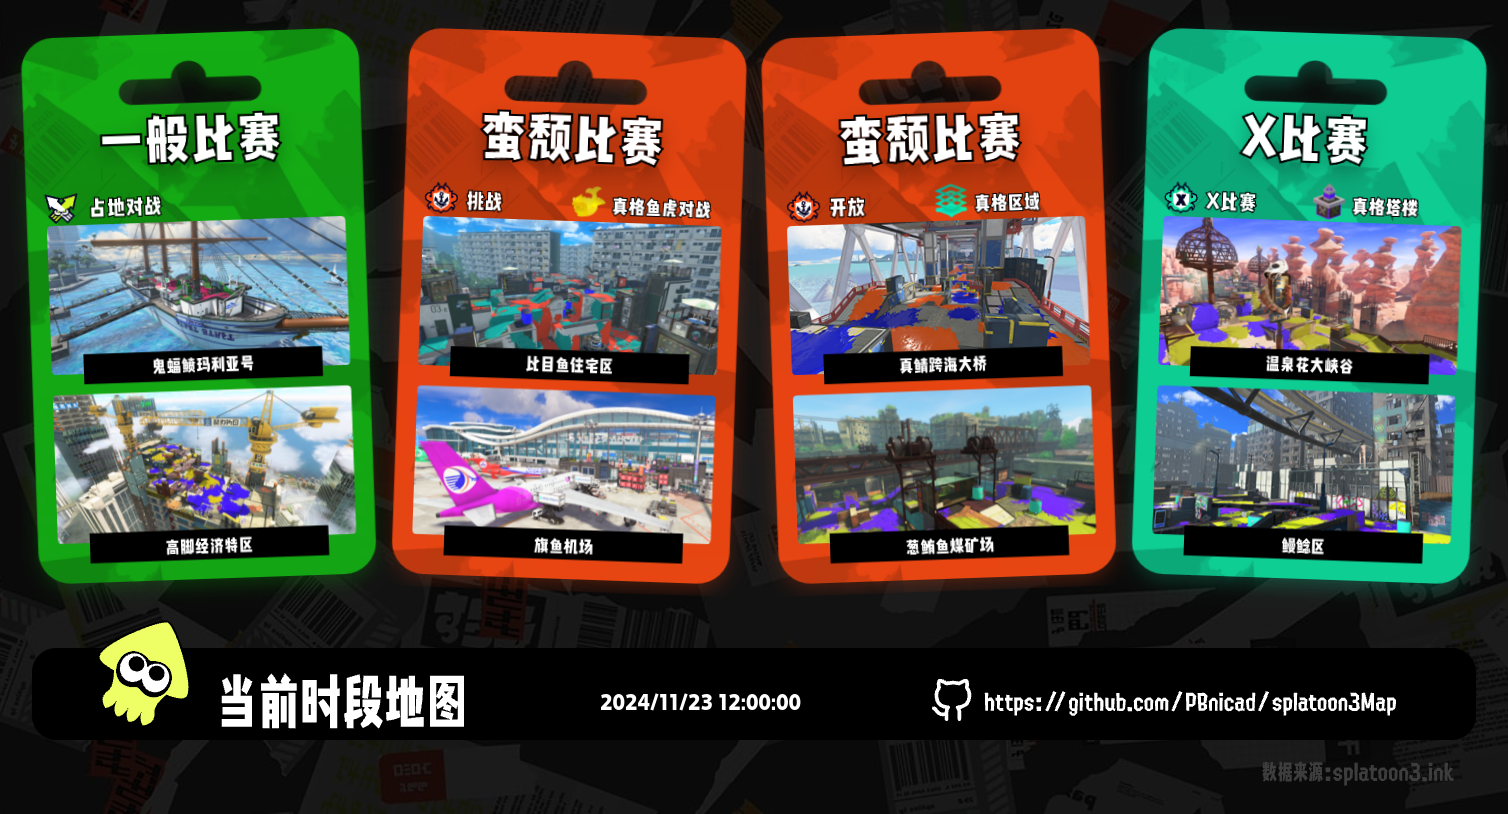 一般比赛
占地对战
鬼蝠鲼玛利亚号
高脚经济特区
蛮颓比赛
挑战
真格鱼虎对战
比目鱼住宅区
旗鱼机场
蛮颓比赛
开放
真格区域
真鲷跨海大桥
葱鲔鱼煤矿场
X比赛
X比赛
真格塔楼
温泉花大峡谷
鳗鲶区
当前时段地图
2024/11/23 12:00:00
https://github.com/PBnicad/splatoon3Map
数据来源:splatoon3.ink